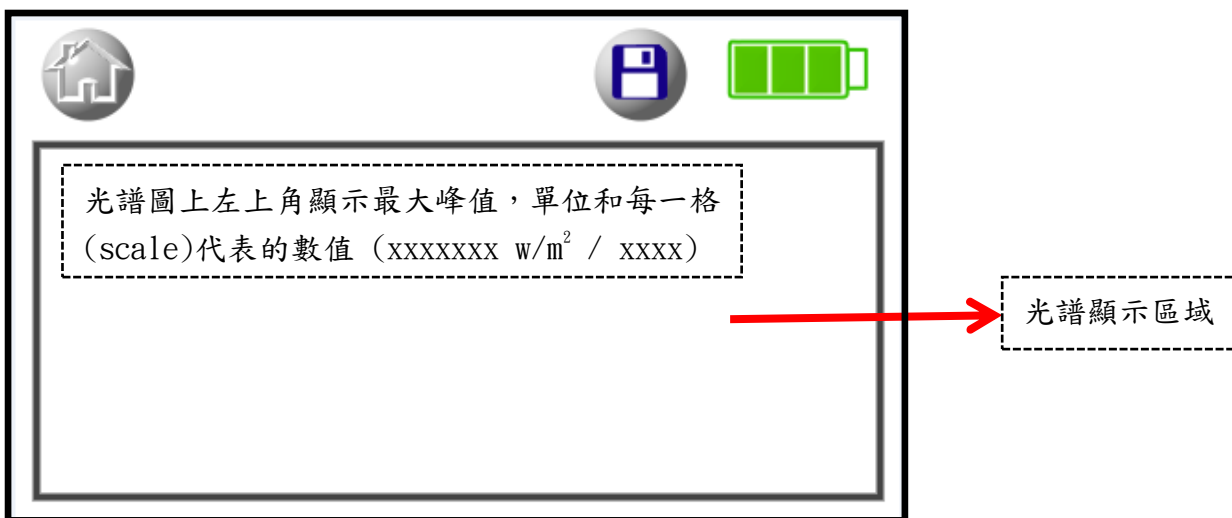 光譜圖上左上角顯示最大峰值，單位和每一格
(scale)代表的數值 (xxxxxxx w/m² / xxxx)
光譜顯示區域